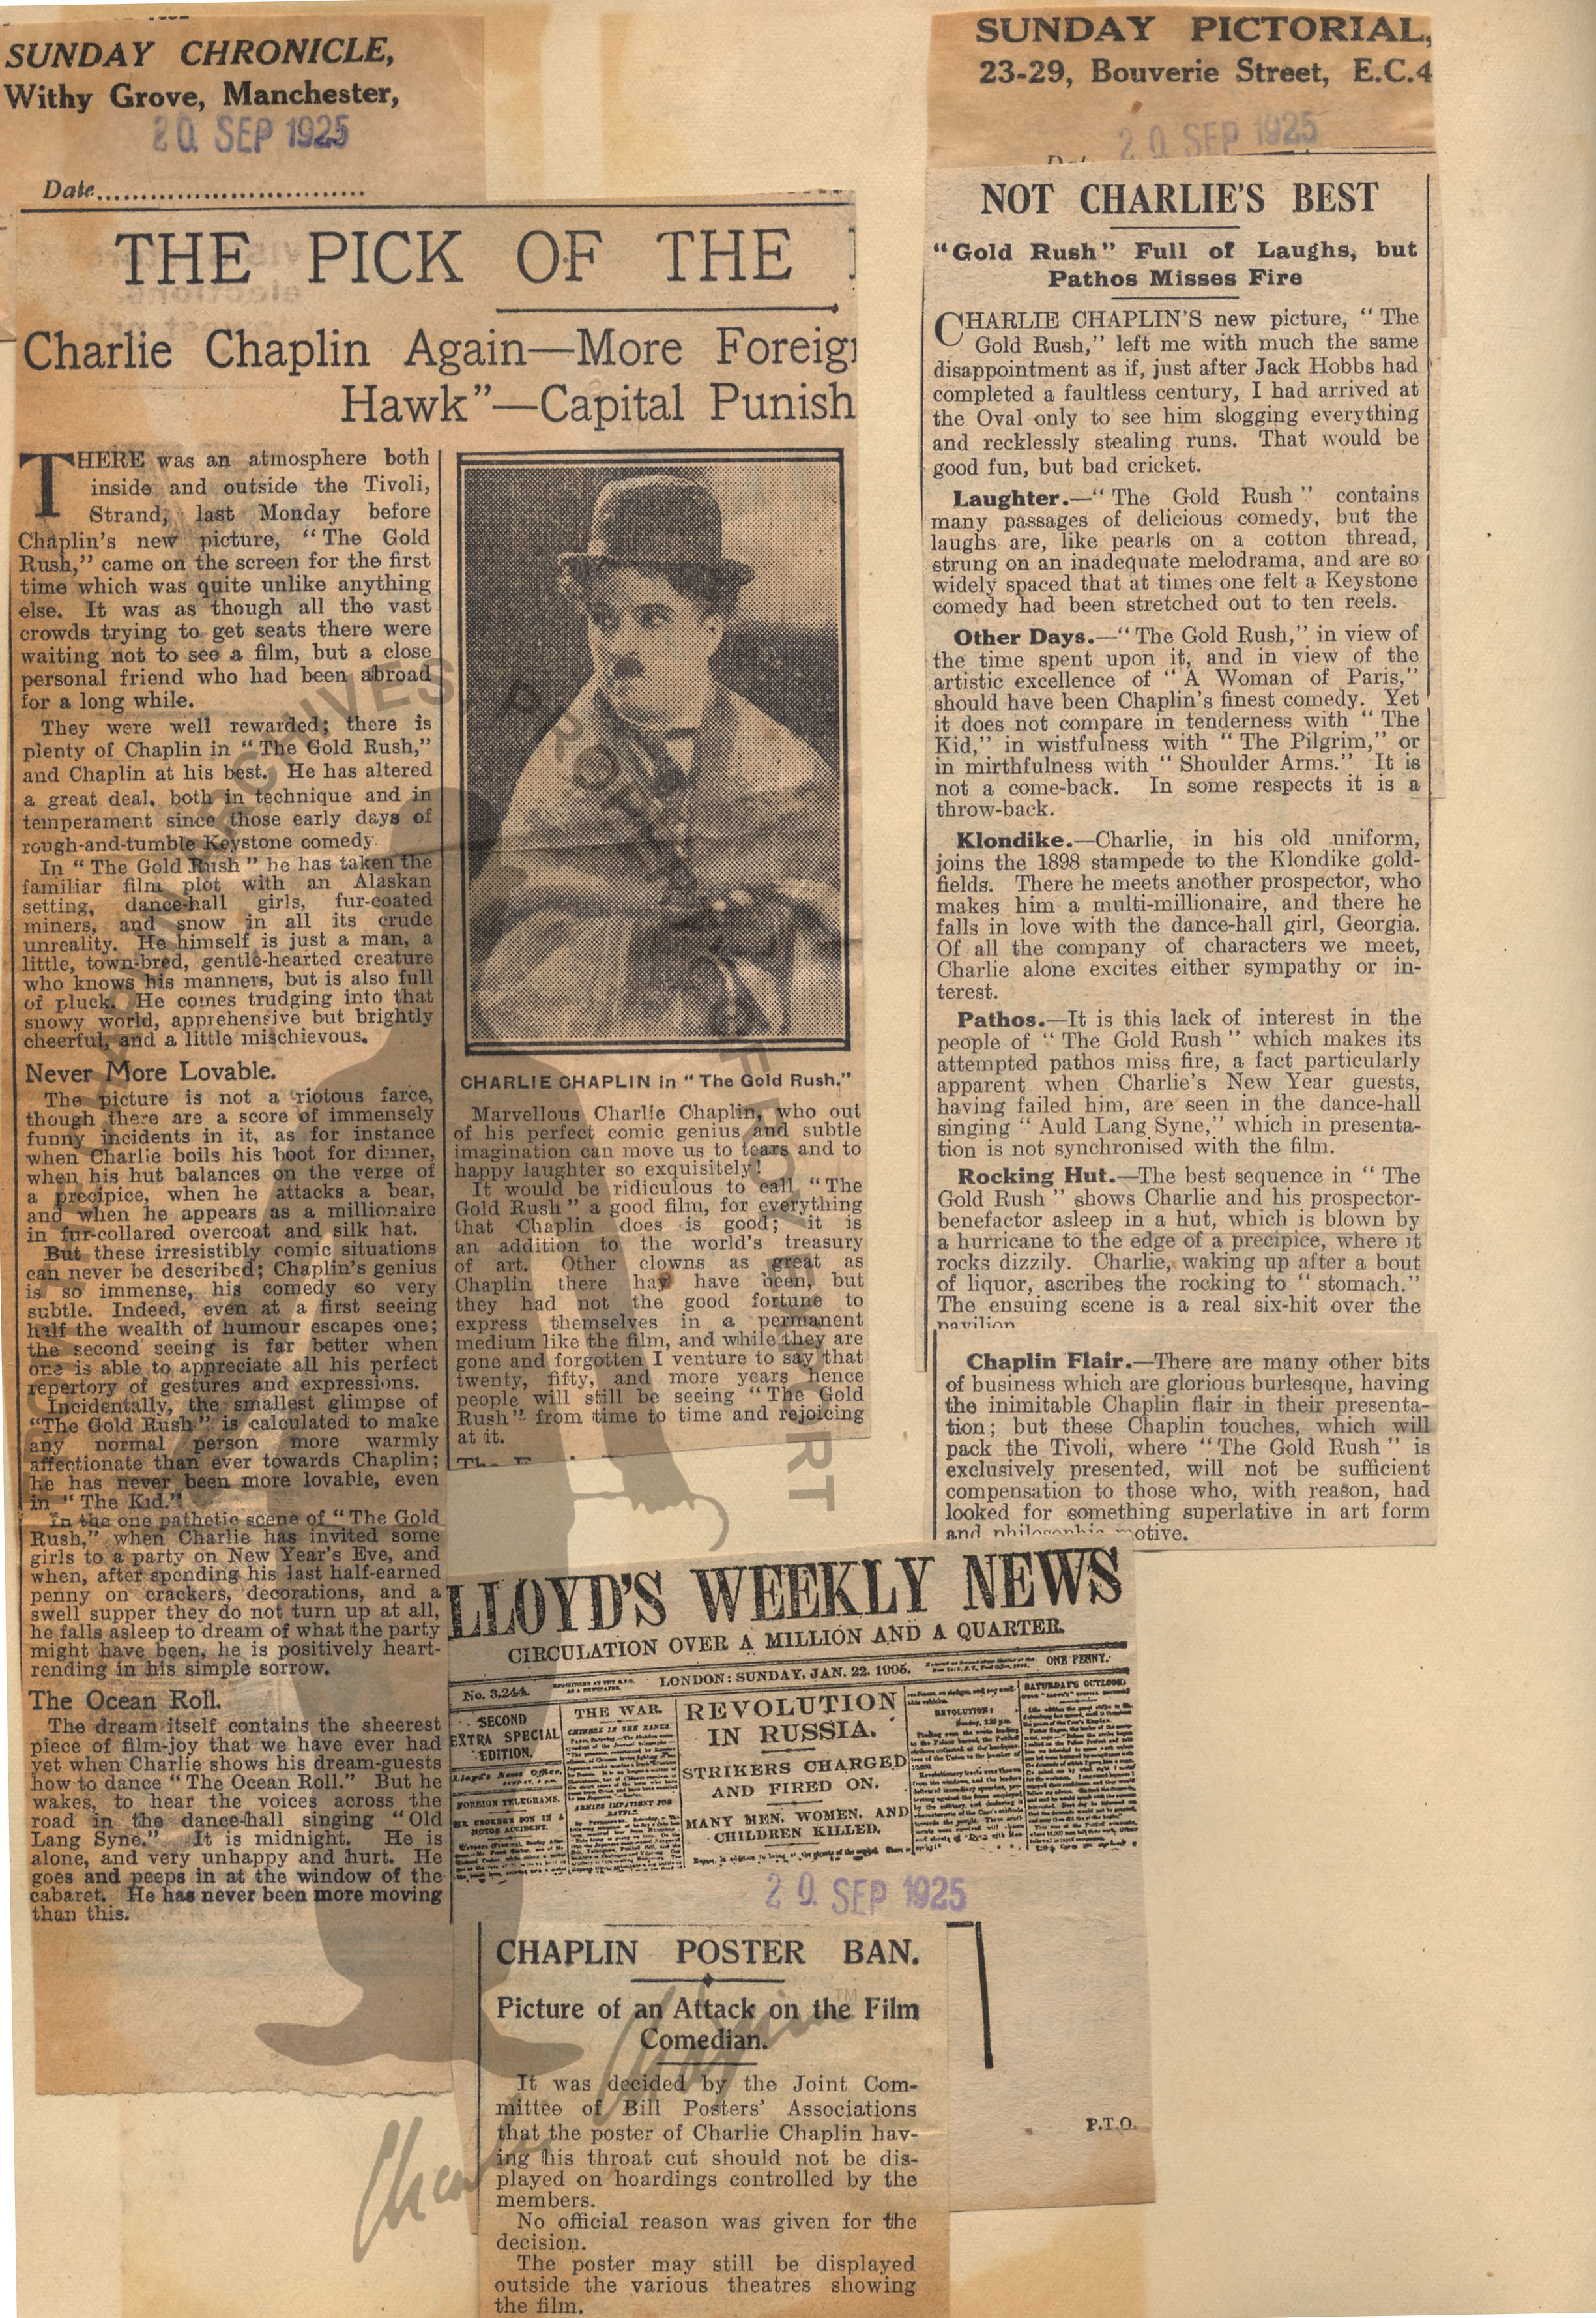 SUNDAY CHRONICLE,
Withy Grove, Manchester,
20 SEP 1925
Date
THE PICK OF THE
Charlie Chaplin Again—More Foreig
Hawk"—Capital Punish
THERE was an atmosphere both
inside and outside the Tivoli,
Strand, last Monday before
Chaplin's new picture, "The Gold
Rush," came on the screen for the first
time which was quite unlike anything
else. It was as though all the vast
crowds trying to get seats there were
waiting not to see a film, but a close
personal friend who had been abroad
for a long while.
They were well rewarded; there is
plenty of Chaplin in "The Gold Rush,"
and Chaplin at his best. He has altered
a great deal, both in technique and in
temperament since those early days of
rough-and-tumble Keystone comedy.
In "The Gold Rush" he has taken the
familiar film plot with an Alaskan
setting, dance-hall girls, fur-coated
miners, and snow in all its crude
unreality. He himself is just a man, a
little, town-bred, gentle-hearted creature
who knows his manners, but is also full
of pluck. He comes trudging into that
snowy world, apprehensive but brightly
cheerful, and a little mischievous.
Never More Lovable.
The picture is not a riotous farce,
though there are a score of immensely
funny incidents in it, as for instance
when Charlie boils his boot for dinner,
when his hut balances on the verge of
a precipice, when he attacks a bear,
and when he appears as a millionaire
in fur-collared overcoat and silk hat.
But these irresistibly comic situations
can never be described; Chaplin's genius
is so immense, his comedy so very
subtle. Indeed, even at a first seeing
half the wealth of humour escapes one;
the second seeing is far better when
one is able to appreciate all his perfect
repertory of gestures and expressions.
Incidentally, the smallest glimpse of
"The Gold Rush" is calculated to make
any normal person more warmly
affectionate than ever towards Chaplin;
he has never been more lovable, even
in "The Kid."
In the one pathetic scene of "The Gold
Rush," when Charlie has invited some
girls to a party on New Year's Eve, and
when, after spending his last half-earned
penny on crackers, decorations, and a
swell supper they do not turn up at all,
he falls asleep to dream of what the party
might have been, he is positively heart-
rending in his simple sorrow.
The Ocean Roll.
The dream itself contains the sheerest
piece of film-joy that we have ever had
yet when Charlie shows his dream-guests
how to dance "The Ocean Roll." But he
wakes, to hear the voices across the
road in the dance-hall singing "Old
Lang Syne." It is midnight. He is
alone, and very unhappy and hurt. He
goes and peeps in at the window of the
cabaret. He has never been more moving
than this.
CHARLIE CHAPLIN in "The Gold Rush."
Marvellous Charlie Chaplin, who out
of his perfect comic genius and subtle
imagination can move us to tears and to
happy laughter so exquisitely!
It would be ridiculous to call "The
Gold Rush" a good film, for everything
that Chaplin does is good; it is
an addition to the world's treasury
of art. Other clowns as great as
Chaplin there may have been, but
they had not the good fortune to
express themselves in a permanent
medium like the film, and while they are
gone and forgotten I venture to say that
twenty, fifty, and more years hence
people will still be seeing "The Gold
Rush" from time to time and rejoicing
at it.
SUNDAY PICTORIAL,
23-29, Bouverie Street, E.C.4
20 SEP 1925
NOT CHARLIE'S BEST
"Gold Rush" Full of Laughs, but
Pathos Misses Fire
CHARLIE CHAPLIN'S new picture, "The
Gold Rush," left me with much the same
disappointment as if, just after Jack Hobbs had
completed a faultless century, I had arrived at
the Oval only to see him slogging everything
and recklessly stealing runs. That would be
good fun, but bad cricket.
Laughter.—"The Gold Rush" contains
many passages of delicious comedy, but the
laughs are, like pearls on a cotton thread,
strung on an inadequate melodrama, and are so
widely spaced that at times one felt a Keystone
comedy had been stretched out to ten reels.
Other Days.—"The Gold Rush," in view of
the time spent upon it, and in view of the
artistic excellence of "A Woman of Paris,"
should have been Chaplin's finest comedy. Yet
it does not compare in tenderness with "The
Kid," in wistfulness with "The Pilgrim," or
in mirthfulness with "Shoulder Arms." It is
not a come-back. In some respects it is a
throw-back.
Klondike.—Charlie, in his old uniform,
joins the 1898 stampede to the Klondike gold-
fields. There he meets another prospector, who
makes him a multi-millionaire, and there he
falls in love with the dance-hall girl, Georgia.
Of all the company of characters we meet,
Charlie alone excites either sympathy or in-
terest.
Pathos.—It is this lack of interest in the
people of "The Gold Rush" which makes its
attempted pathos miss fire, a fact particularly
apparent when Charlie's New Year guests,
having failed him, are seen in the dance-hall
singing "Auld Lang Syne," which in presenta-
tion is not synchronised with the film.
Rocking Hut.—The best sequence in "The
Gold Rush" shows Charlie and his prospector-
benefactor asleep in a hut, which is blown by
a hurricane to the edge of a precipice, where it
rocks dizzily. Charlie, waking up after a bout
of liquor, ascribes the rocking to "stomach."
The ensuing scene is a real six-hit over the
pavilion
Chaplin Flair.—There are many other bits
of business which are glorious burlesque, having
the inimitable Chaplin flair in their presenta-
tion; but these Chaplin touches, which will
pack the Tivoli, where "The Gold Rush" is
exclusively presented, will not be sufficient
compensation to those who, with reason, had
looked for something superlative in art form
and philosophic motive.
LLOYD'S WEEKLY NEWS
CIRCULATION OVER A MILLION AND A QUARTER.
No. 3,244. LONDON: SUNDAY, JAN. 22, 1905. ONE PENNY.
SECOND
EXTRA SPECIAL
EDITION.
Lloyd's News Office,
FOREIGN TELEGRAMS.
MOTOR ACCIDENT.
THE WAR.
REVOLUTION
IN RUSSIA.
STRIKERS CHARGED
AND FIRED ON.
MANY MEN, WOMEN, AND
CHILDREN KILLED.
REVOLUTION!
SATURDAY'S OUTLOOK
20 SEP 1925
CHAPLIN POSTER BAN.
Picture of an Attack on the Film
Comedian.
It was decided by the Joint Com-
mittee of Bill Posters' Associations
that the poster of Charlie Chaplin hav-
ing his throat cut should not be dis-
played on hoardings controlled by the
members.
No official reason was given for the
decision.
The poster may still be displayed
outside the various theatres showing
the film.
P.T.O.